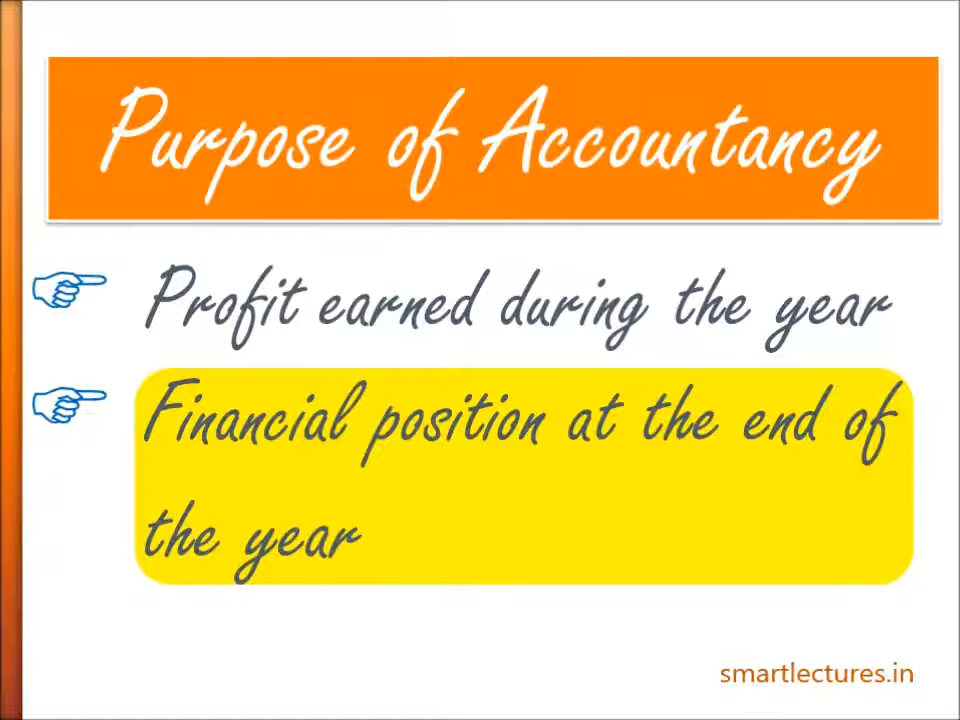 Purpose of Accountancy
Profit earned during the year
Financial position at the end of
the year
smartlectures.in